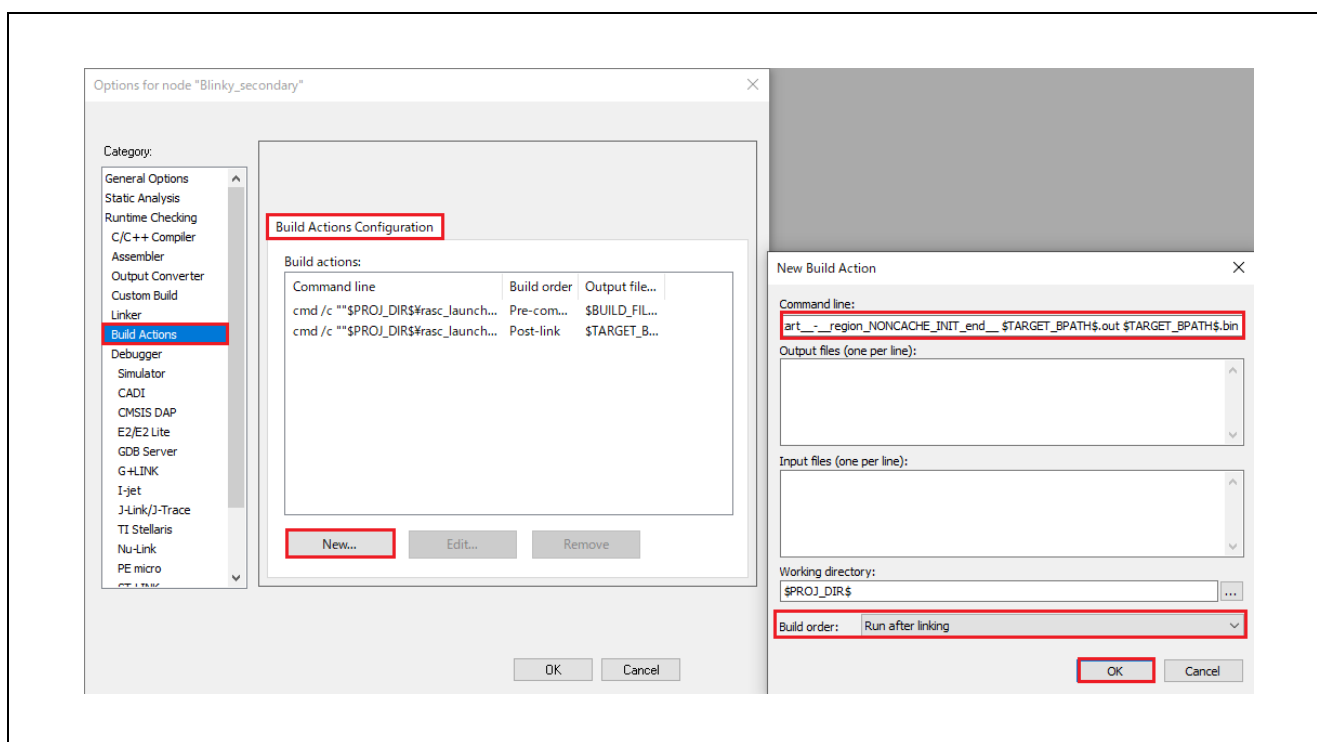 Options for node "Blinky_secondary"
Category:
General Options
Static Analysis
Runtime Checking
C/C++ Compiler
Assembler
Output Converter
Custom Build
Linker
Build Actions
Debugger
Simulator
CADI
CMSIS DAP
E2/E2 Lite
GDB Server
G+LINK
I-jet
J-Link/J-Trace
TI Stellaris
Nu-Link
PE micro
Build Actions Configuration
Build actions:
Command line Build order Output file...
cmd /c ""$PROJ_DIR$¥rasc_launch... Pre-com... $BUILD_FIL...
cmd /c ""$PROJ_DIR$¥rasc_launch... Post-link $TARGET_B...
New... Edit... Remove
OK Cancel
New Build Action
Command line:
art__-__region_NONCACHE_INIT_end__ $TARGET_BPATH$.out $TARGET_BPATH$.bin
Output files (one per line):
Input files (one per line):
Working directory:
$PROJ_DIR$ ...
Build order: Run after linking
OK Cancel